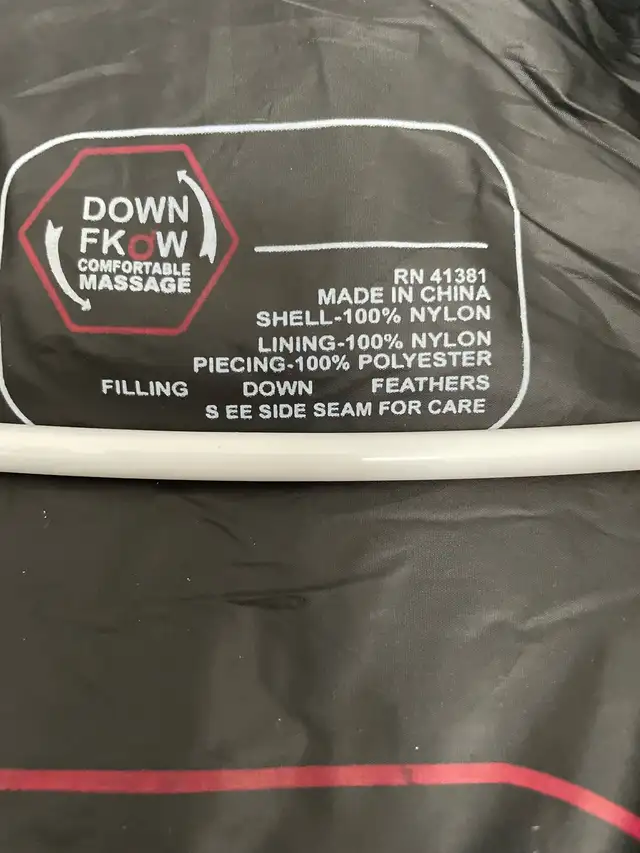 DOWN
FKOW
COMFORTABLE
MASSAGE
RN 41381
MADE IN CHINA
SHELL-100% NYLON
LINING-100% NYLON
PIECING-100% POLYESTER
FILLING DOWN FEATHERS
S EE SIDE SEAM FOR CARE